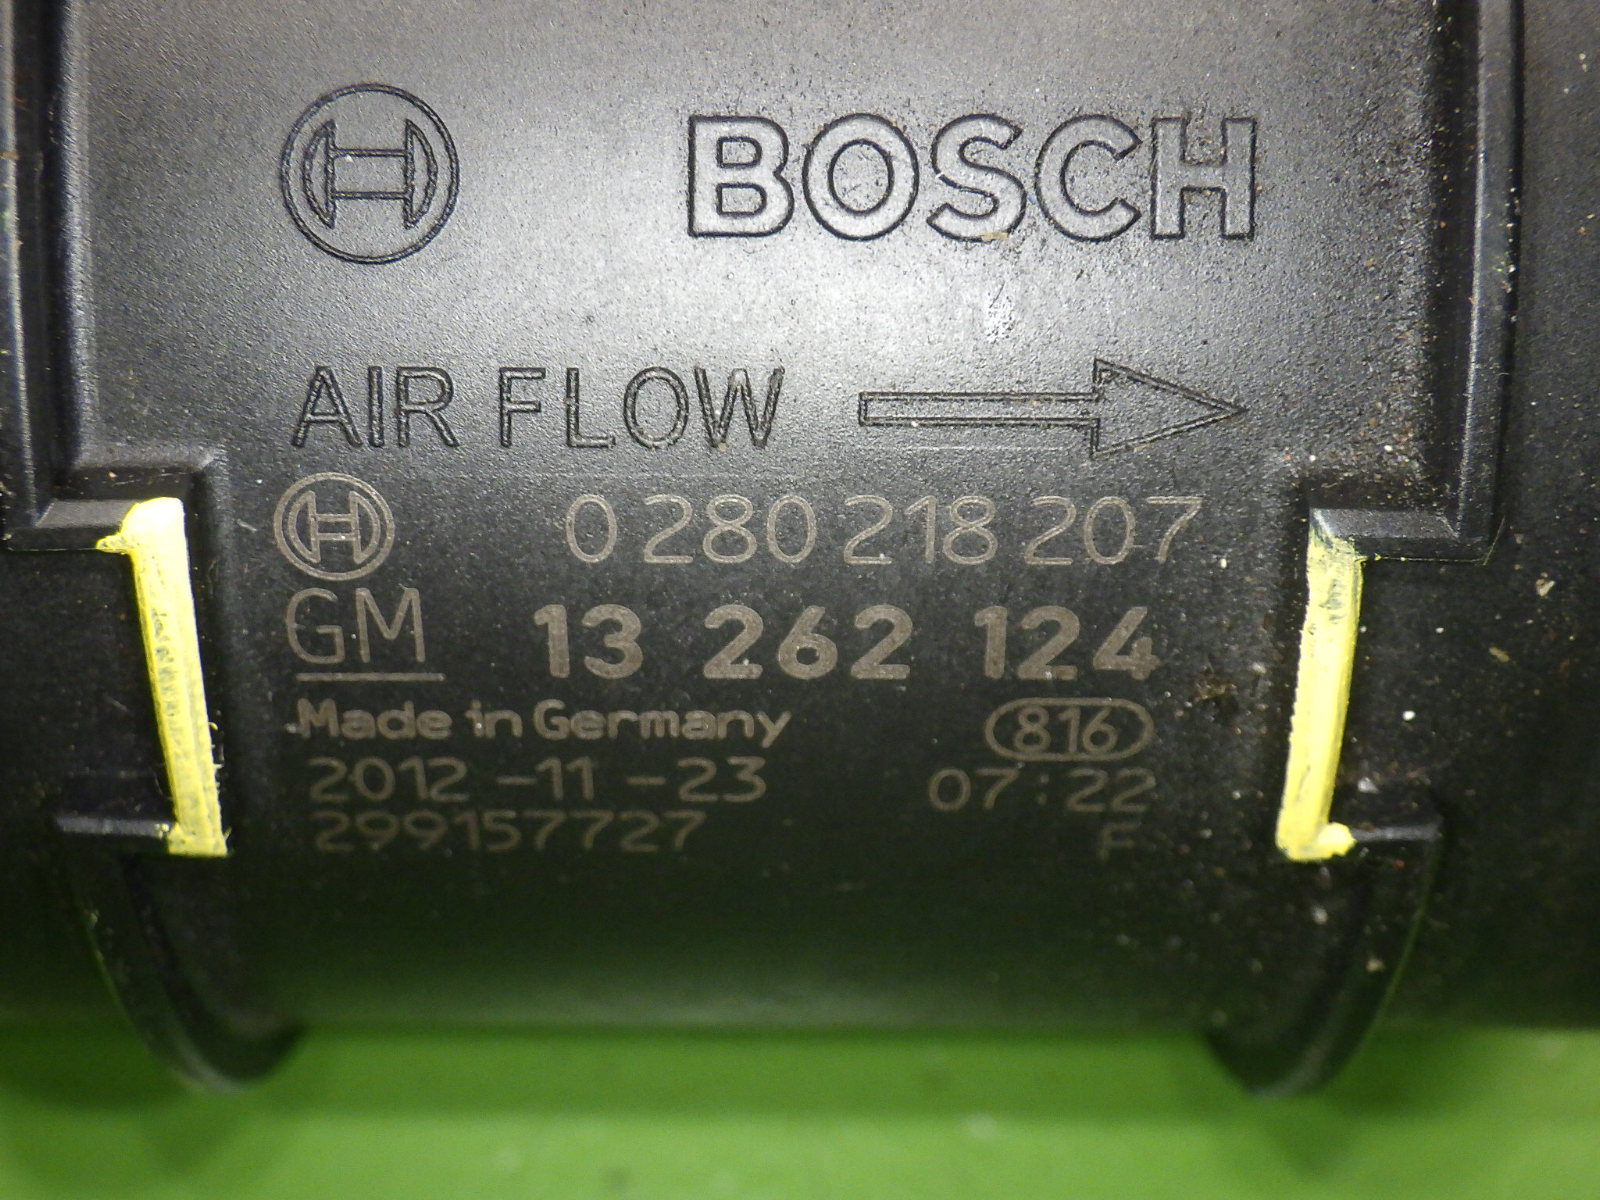 BOSCH
AIR FLOW
0 280 218 207
GM 13 262 124
Made in Germany 816
2012 -11 -23 07:22
299157727 F